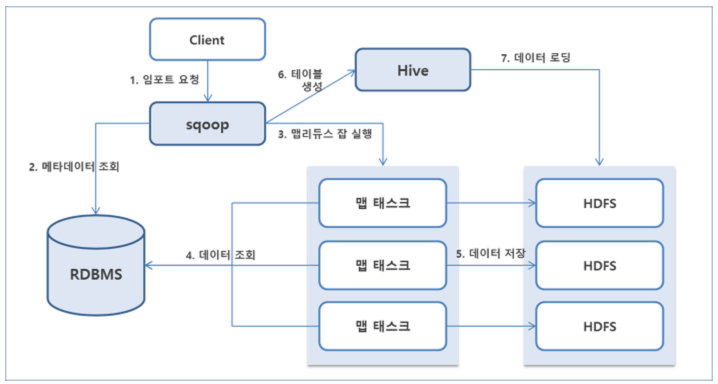 Client
1. 임포트 요청
6. 테이블
생성
Hive
7. 데이터 로딩
sqoop
3. 맵리듀스 잡 실행
2. 메타데이터 조회
맵 태스크
HDFS
RDBMS
4. 데이터 조회
맵 태스크
5. 데이터 저장
HDFS
맵 태스크
HDFS